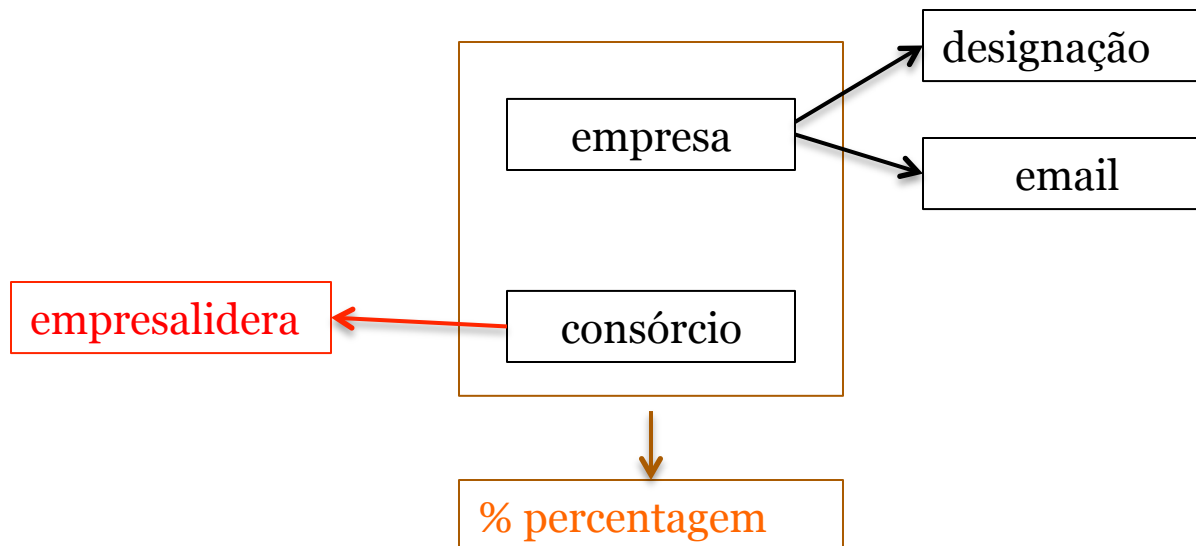 designação
empresa
email
empresalidera
consórcio
% percentagem